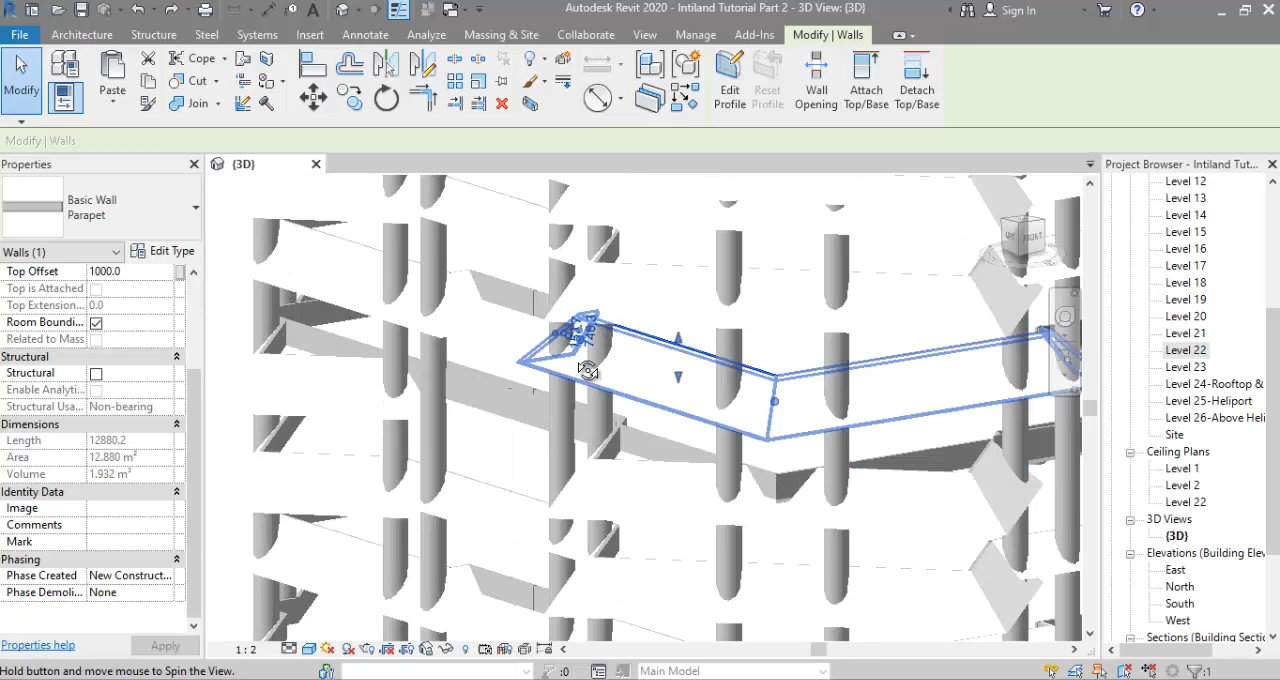 Autodesk Revit 2020 - Intiland Tutorial Part 2 - 3D View: {3D}
Sign In
File Architecture Structure Steel Systems Insert Annotate Analyze Massing & Site Collaborate View Manage Add-Ins Modify | Walls
Modify
Paste
Cope
Cut
Join
Edit Profile
Reset Profile
Wall Opening
Attach Top/Base
Detach Top/Base
Modify | Walls
Properties
Basic Wall
Parapet
Walls (1)
Edit Type
Top Offset 1000.0
Top is Attached
Top Extension... 0.0
Room Boundi...
Related to Mass
Structural
Structural
Enable Analyti...
Structural Usa... Non-bearing
Dimensions
Length 12880.2
Area 12.880 m²
Volume 1.932 m³
Identity Data
Image
Comments
Mark
Phasing
Phase Created New Construct...
Phase Demoli... None
Properties help
Apply
{3D}
FRONT
1 : 2
Project Browser - Intiland Tut...
Level 12
Level 13
Level 14
Level 15
Level 16
Level 17
Level 18
Level 19
Level 20
Level 21
Level 22
Level 23
Level 24-Rooftop &
Level 25-Heliport
Level 26-Above Heli
Site
Ceiling Plans
Level 1
Level 2
Level 22
3D Views
{3D}
Elevations (Building Elev
East
North
South
West
Sections (Building Sectio
Hold button and move mouse to Spin the View.
:0
Main Model
:1